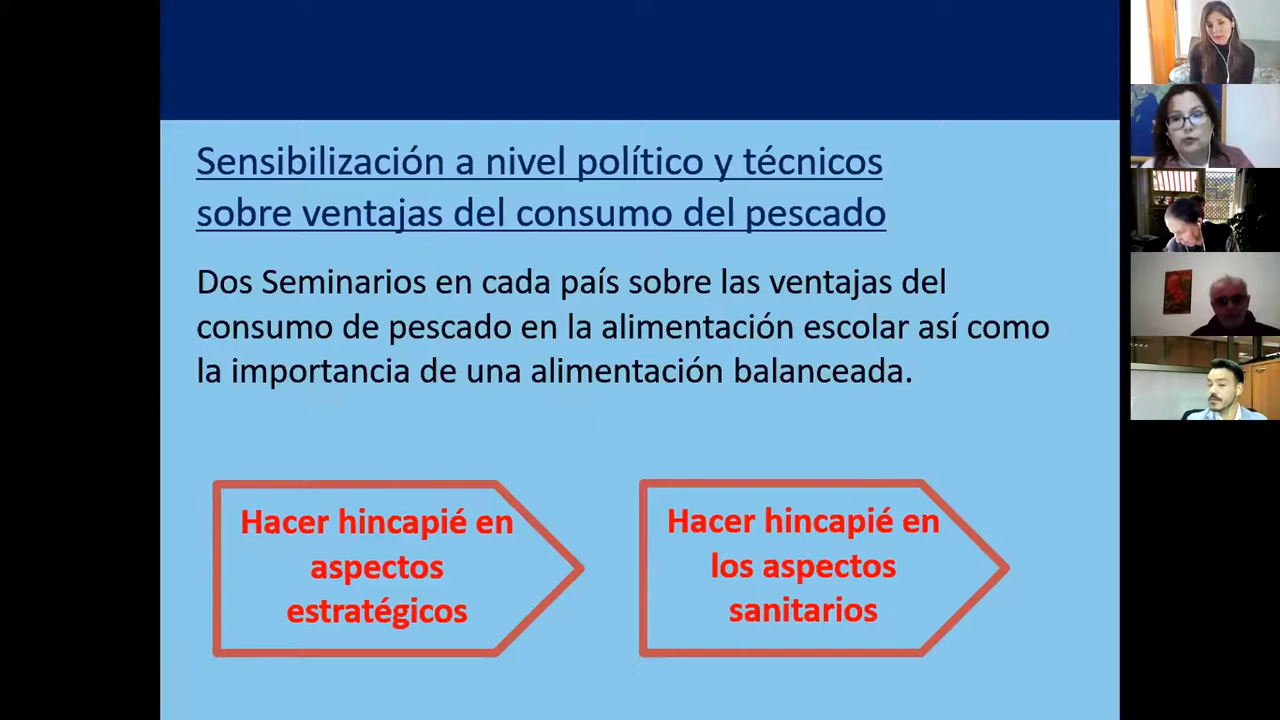 Sensibilización a nivel político y técnicos
sobre ventajas del consumo del pescado
Dos Seminarios en cada país sobre las ventajas del
consumo de pescado en la alimentación escolar así como
la importancia de una alimentación balanceada.
Hacer hincapié en
aspectos
estratégicos
Hacer hincapié en
los aspectos
sanitarios